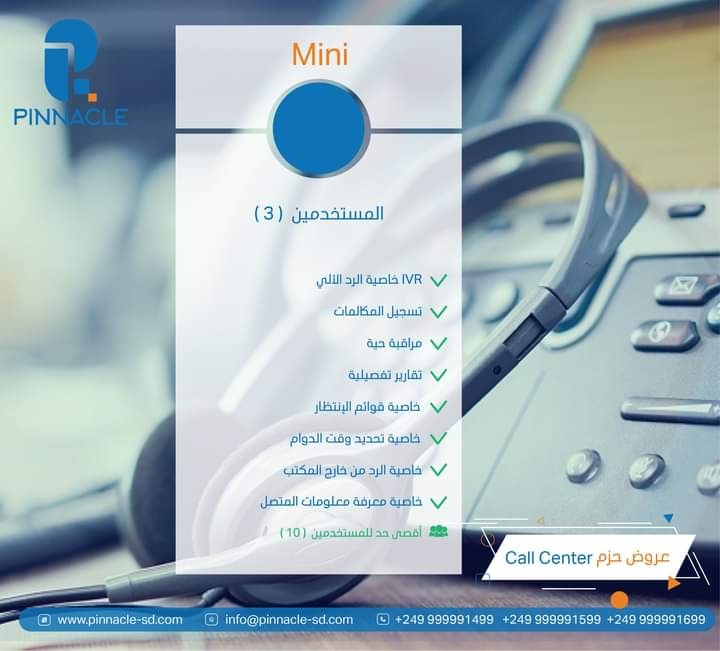 PINNACLE
Mini
المستخدمين ( 3 )
IVR خاصية الرد الآلي
تسجيل المكالمات
مراقبة حية
تقارير تفصيلية
خاصية قوائم الإنتظار
خاصية تحديد وقت الدوام
خاصية الرد من خارج المكتب
خاصية معرفة معلومات المتصل
أقصى حد للمستخدمين ( 10 )
عروض حزم Call Center
www.pinnacle-sd.com info@pinnacle-sd.com +249 999991499 +249 999991599 +249 999991699